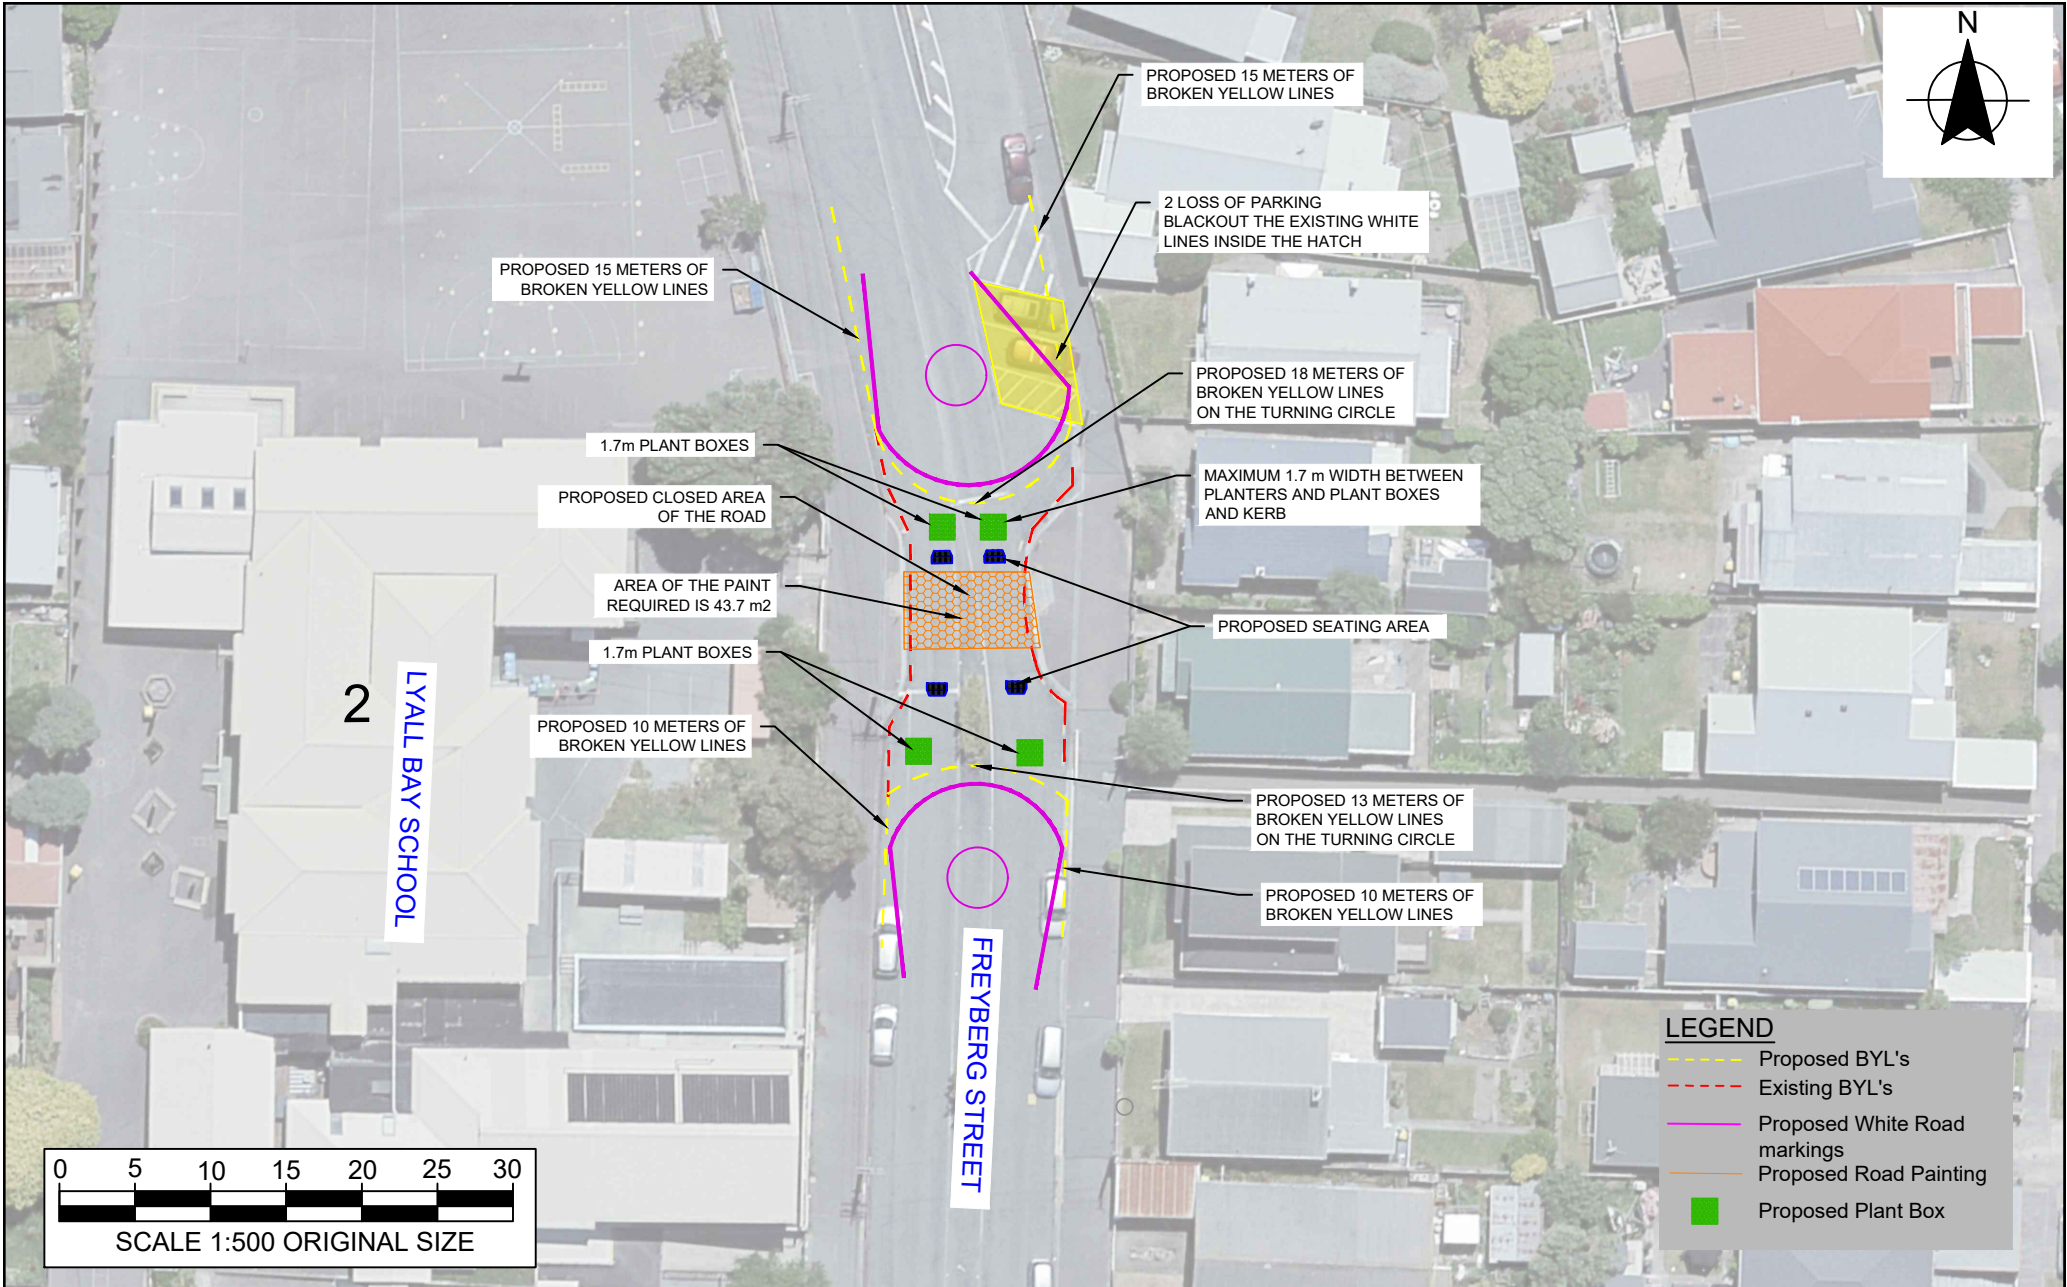 N
PROPOSED 15 METERS OF
BROKEN YELLOW LINES
2 LOSS OF PARKING
BLACKOUT THE EXISTING WHITE
LINES INSIDE THE HATCH
PROPOSED 15 METERS OF
BROKEN YELLOW LINES
PROPOSED 18 METERS OF
BROKEN YELLOW LINES
ON THE TURNING CIRCLE
1.7m PLANT BOXES
MAXIMUM 1.7 m WIDTH BETWEEN
PLANTERS AND PLANT BOXES
AND KERB
PROPOSED CLOSED AREA
OF THE ROAD
AREA OF THE PAINT
REQUIRED IS 43.7 m2
PROPOSED SEATING AREA
1.7m PLANT BOXES
2
LYALL BAY SCHOOL
PROPOSED 10 METERS OF
BROKEN YELLOW LINES
PROPOSED 13 METERS OF
BROKEN YELLOW LINES
ON THE TURNING CIRCLE
PROPOSED 10 METERS OF
BROKEN YELLOW LINES
FREYBERG STREET
LEGEND
Proposed BYL's
Existing BYL's
Proposed White Road
markings
Proposed Road Painting
Proposed Plant Box
0 5 10 15 20 25 30
SCALE 1:500 ORIGINAL SIZE